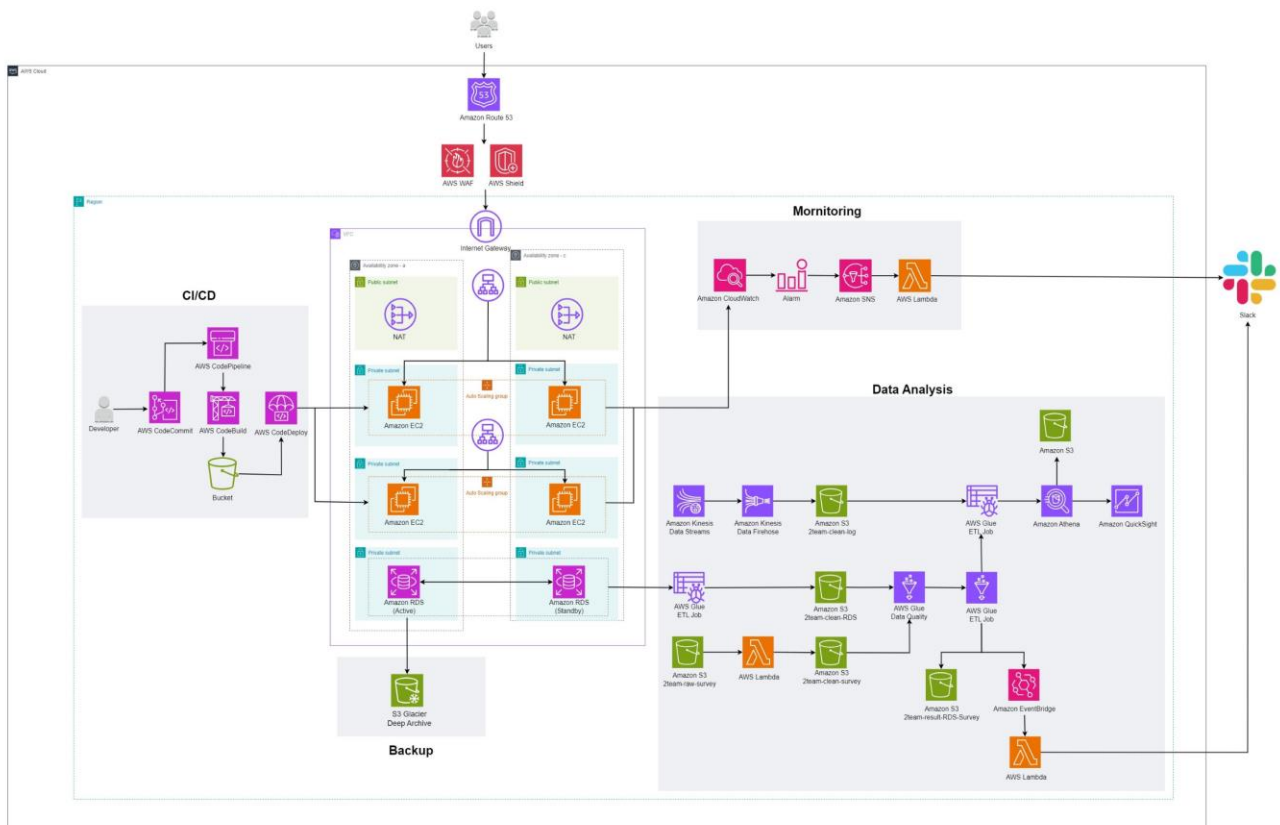 Users
AWS Cloud
53
Amazon Route 53
AWS WAF
AWS Shield
Region
Internet Gateway
VPC
Availability zone - a
Availability zone - c
Public subnet
Public subnet
NAT
NAT
Private subnet
Private subnet
Auto Scaling group
Amazon EC2
Amazon EC2
Private subnet
Private subnet
Auto Scaling group
Amazon EC2
Amazon EC2
Private subnet
Private subnet
Amazon RDS
(Active)
Amazon RDS
(Standby)
CI/CD
Developer
AWS CodeCommit
AWS CodePipeline
AWS CodeBuild
AWS CodeDeploy
Bucket
S3 Glacier
Deep Archive
Backup
Mornitoring
Amazon CloudWatch
Alarm
Amazon SNS
AWS Lambda
Slack
Data Analysis
Amazon S3
Amazon Kinesis
Data Streams
Amazon Kinesis
Data Firehose
Amazon S3
2team-clean-log
AWS Glue
ETL Job
Amazon Athena
Amazon QuickSight
AWS Glue
ETL Job
Amazon S3
2team-clean-RDS
AWS Glue
Data Quality
AWS Glue
ETL Job
Amazon S3
2team-raw-survey
AWS Lambda
Amazon S3
2team-clean-survey
Amazon S3
2team-result-RDS-Survey
Amazon EventBridge
AWS Lambda